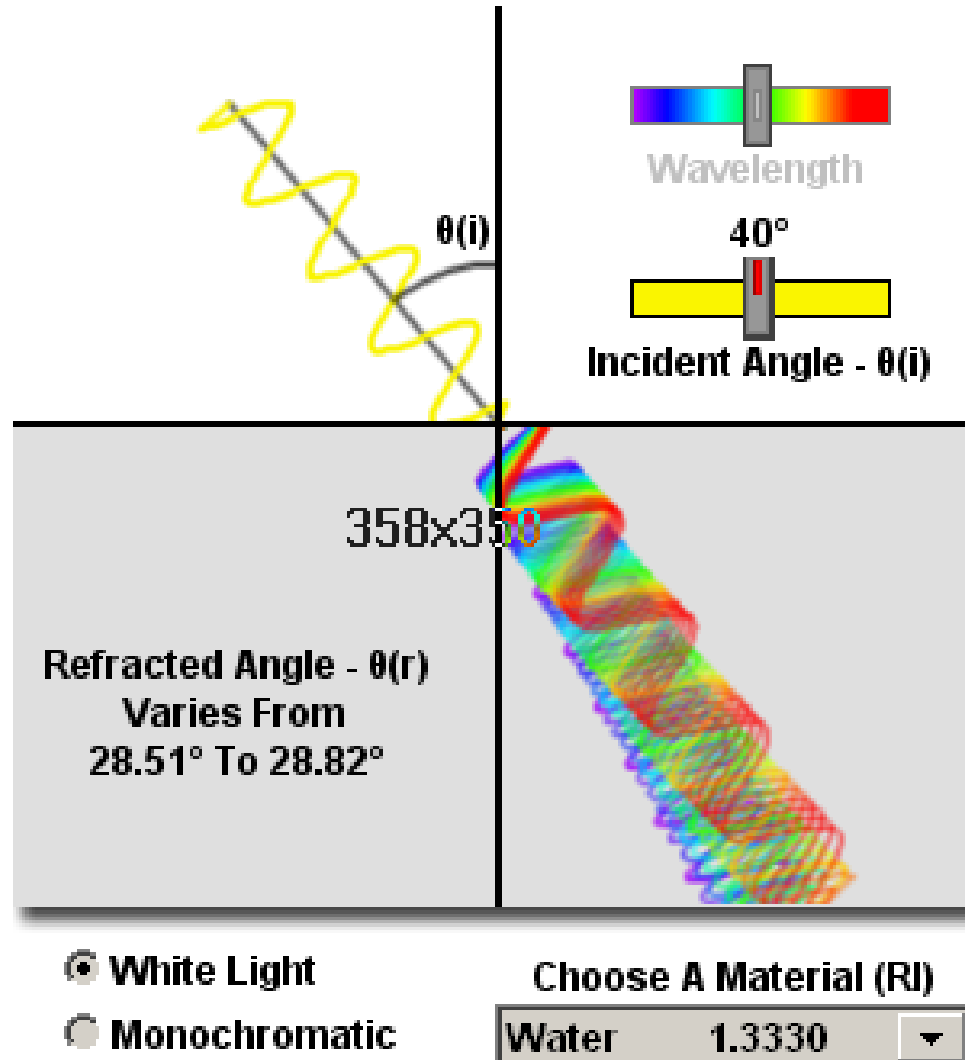 θ(i)
Wavelength
40°
Incident Angle - θ(i)
358x350
Refracted Angle - θ(r)
Varies From
28.51° To 28.82°
White Light
Monochromatic
Choose A Material (RI)
Water 1.3330